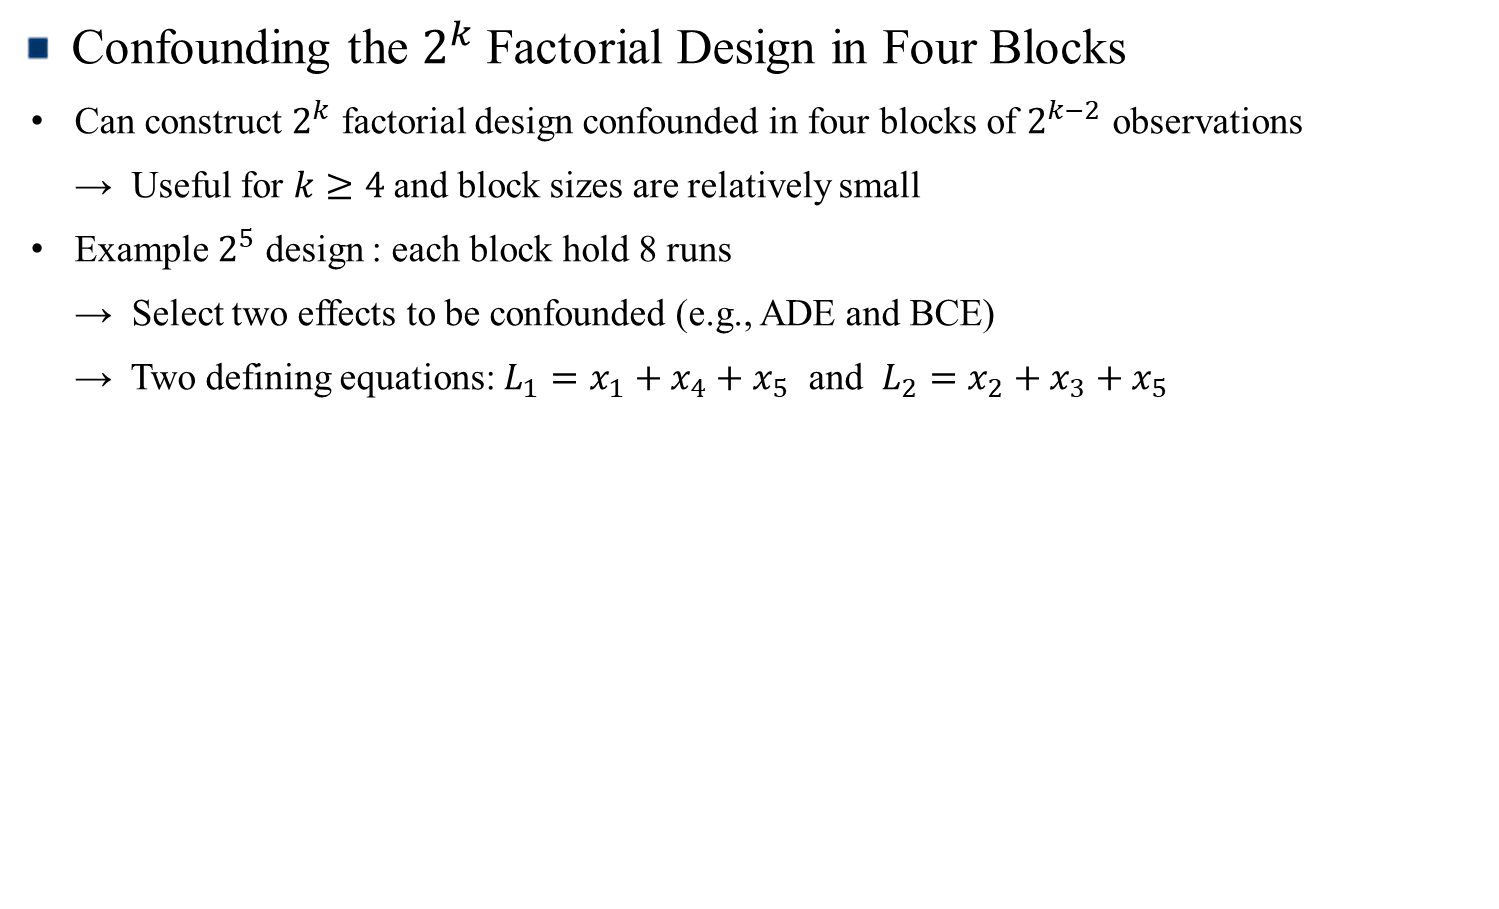 Confounding the 2^k Factorial Design in Four Blocks
• Can construct 2^k factorial design confounded in four blocks of 2^{k−2} observations
→ Useful for k ≥ 4 and block sizes are relatively small
• Example 2^5 design : each block hold 8 runs
→ Select two effects to be confounded (e.g., ADE and BCE)
→ Two defining equations: L_1 = x_1 + x_4 + x_5 and L_2 = x_2 + x_3 + x_5